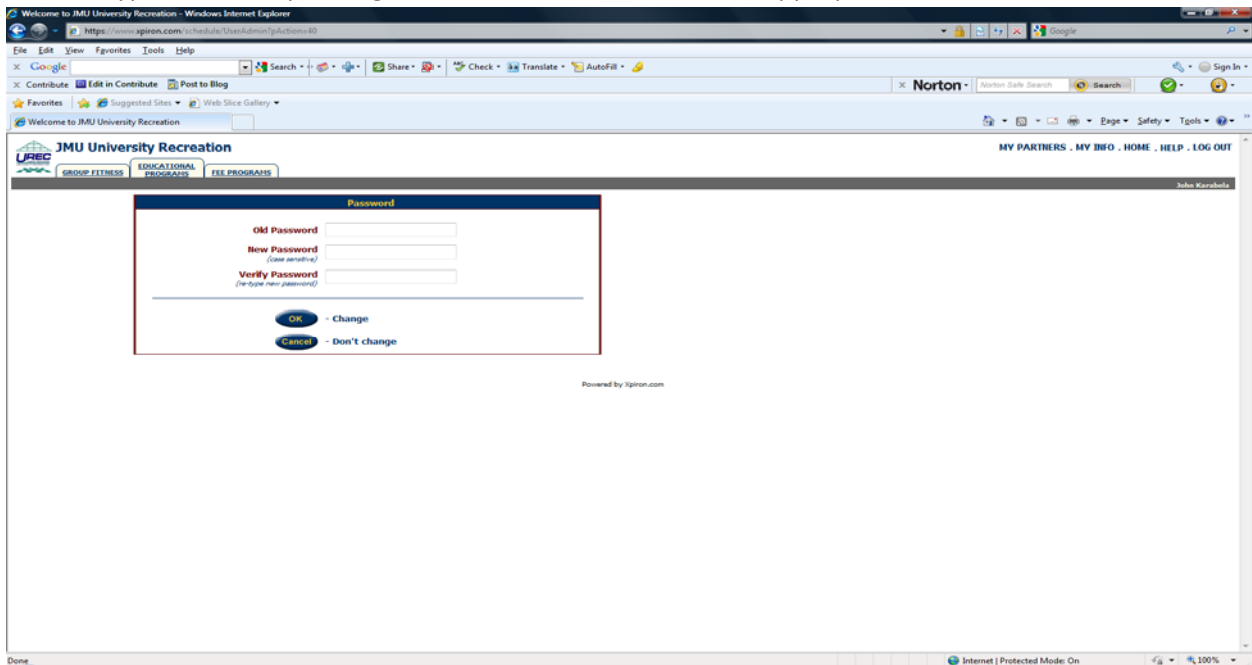 Welcome to JMU University Recreation - Windows Internet Explorer
https://www.xpiron.com/schedule/UserAdmin?pAction=40
Google
File Edit View Favorites Tools Help
x Google Search Share Check Translate AutoFill Sign In
x Contribute Edit in Contribute Post to Blog x Norton Norton Safe Search Search
Favorites Suggested Sites Web Slice Gallery
Welcome to JMU University Recreation Page Safety Tools
UREC JMU University Recreation MY PARTNERS . MY INFO . HOME . HELP . LOG OUT
GROUP FITNESS EDUCATIONAL PROGRAMS FEE PROGRAMS
John Karabela
Password
Old Password
New Password
(case sensitive)
Verify Password
(re-type new password)
OK - Change
Cancel - Don't change
Powered by Xpiron.com
Done Internet | Protected Mode: On 100%